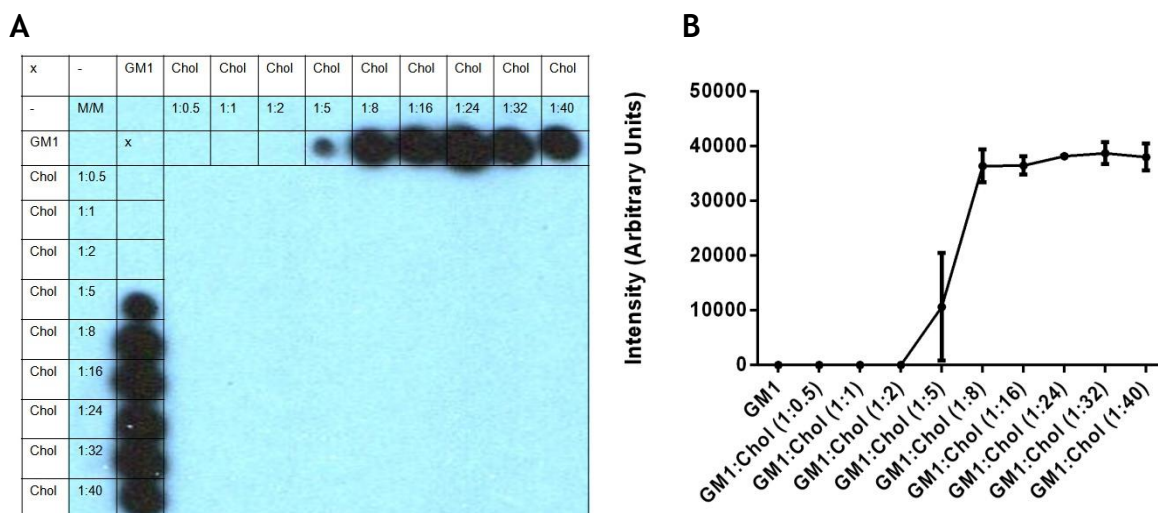 A
B
x - GM1 Chol Chol Chol Chol Chol Chol Chol Chol Chol
- M/M 1:0.5 1:1 1:2 1:5 1:8 1:16 1:24 1:32 1:40
GM1 x
Chol 1:0.5
Chol 1:1
Chol 1:2
Chol 1:5
Chol 1:8
Chol 1:16
Chol 1:24
Chol 1:32
Chol 1:40
Intensity (Arbitrary Units)
50000
40000
30000
20000
10000
0
GM1
GM1:Chol (1:0.5)
GM1:Chol (1:1)
GM1:Chol (1:2)
GM1:Chol (1:5)
GM1:Chol (1:8)
GM1:Chol (1:16)
GM1:Chol (1:24)
GM1:Chol (1:32)
GM1:Chol (1:40)